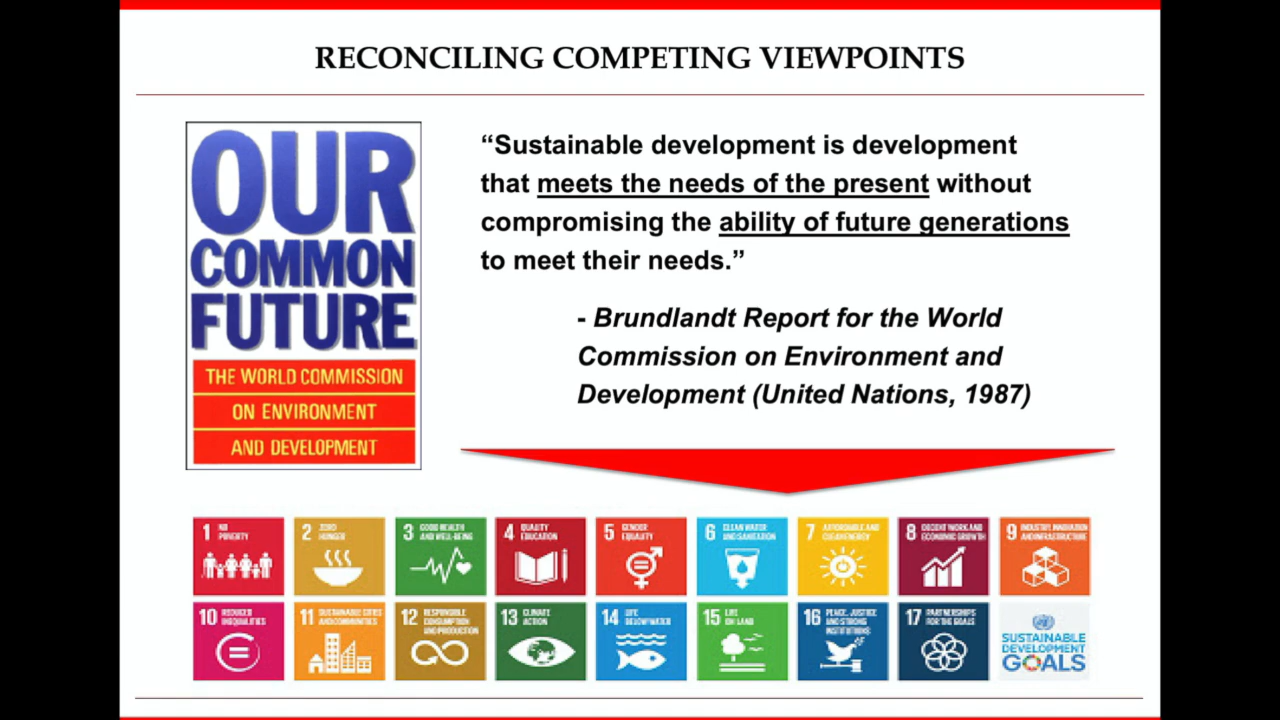 RECONCILING COMPETING VIEWPOINTS
OUR
COMMON
FUTURE
THE WORLD COMMISSION
ON ENVIRONMENT
AND DEVELOPMENT
“Sustainable development is development
that meets the needs of the present without
compromising the ability of future generations
to meet their needs.”
- Brundlandt Report for the World
Commission on Environment and
Development (United Nations, 1987)
1 NO
POVERTY
2 ZERO
HUNGER
3 GOOD HEALTH
AND WELL-BEING
4 QUALITY
EDUCATION
5 GENDER
EQUALITY
6 CLEAN WATER
AND SANITATION
7 AFFORDABLE AND
CLEAN ENERGY
8 DECENT WORK AND
ECONOMIC GROWTH
9 INDUSTRY, INNOVATION
AND INFRASTRUCTURE
10 REDUCED
INEQUALITIES
11 SUSTAINABLE CITIES
AND COMMUNITIES
12 RESPONSIBLE
CONSUMPTION
AND PRODUCTION
13 CLIMATE
ACTION
14 LIFE
BELOW WATER
15 LIFE
ON LAND
16 PEACE, JUSTICE
AND STRONG
INSTITUTIONS
17 PARTNERSHIPS
FOR THE GOALS
SUSTAINABLE
DEVELOPMENT
GOALS